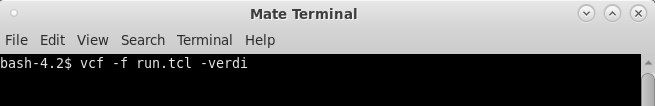 Mate Terminal
File Edit View Search Terminal Help
bash-4.2$ vcf -f run.tcl -verdi